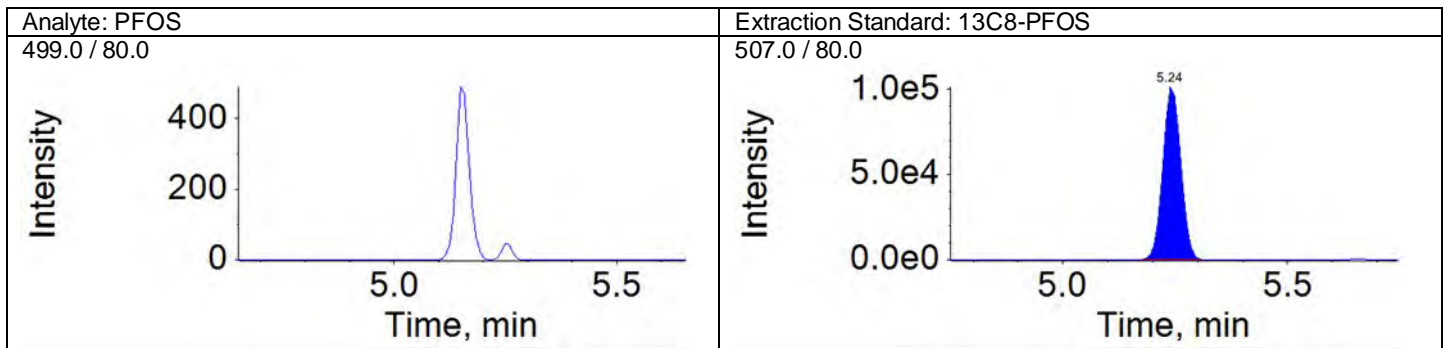 Analyte: PFOS
499.0 / 80.0
Intensity
400
200
0
5.0 5.5
Time, min
Extraction Standard: 13C8-PFOS
507.0 / 80.0
Intensity
1.0e5
5.0e4
0.0e0
5.24
5.0 5.5
Time, min